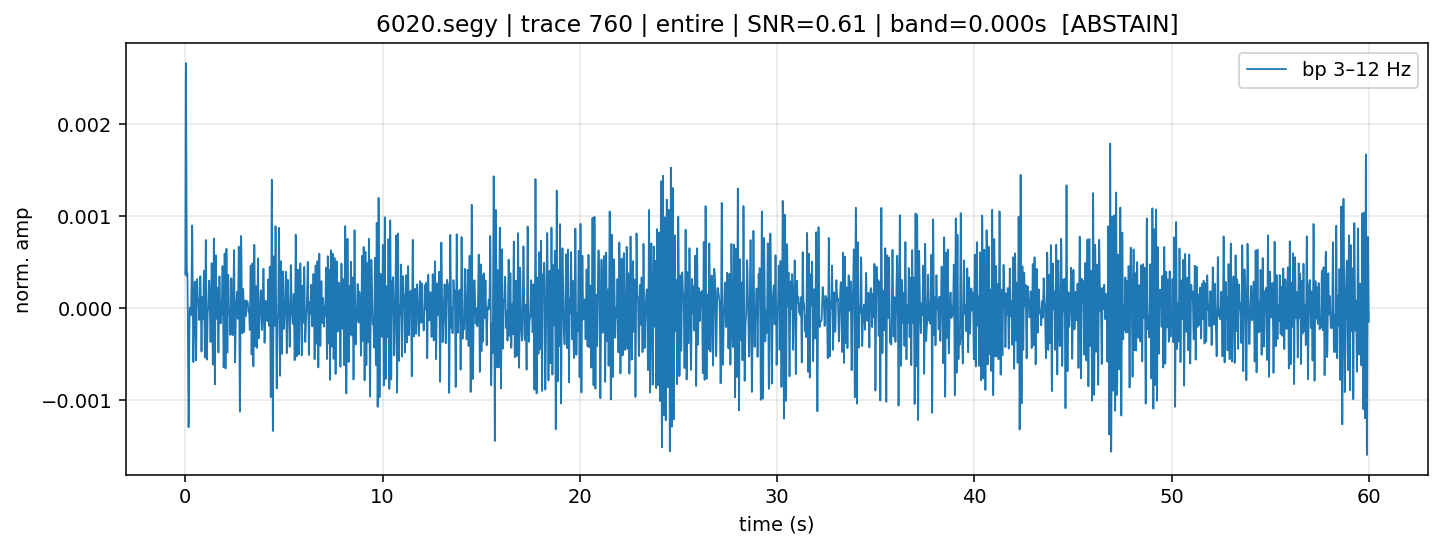 6020.segy | trace 760 | entire | SNR=0.61 | band=0.000s  [ABSTAIN]
bp 3–12 Hz
norm. amp
0.002
0.001
0.000
−0.001
0 10 20 30 40 50 60
time (s)